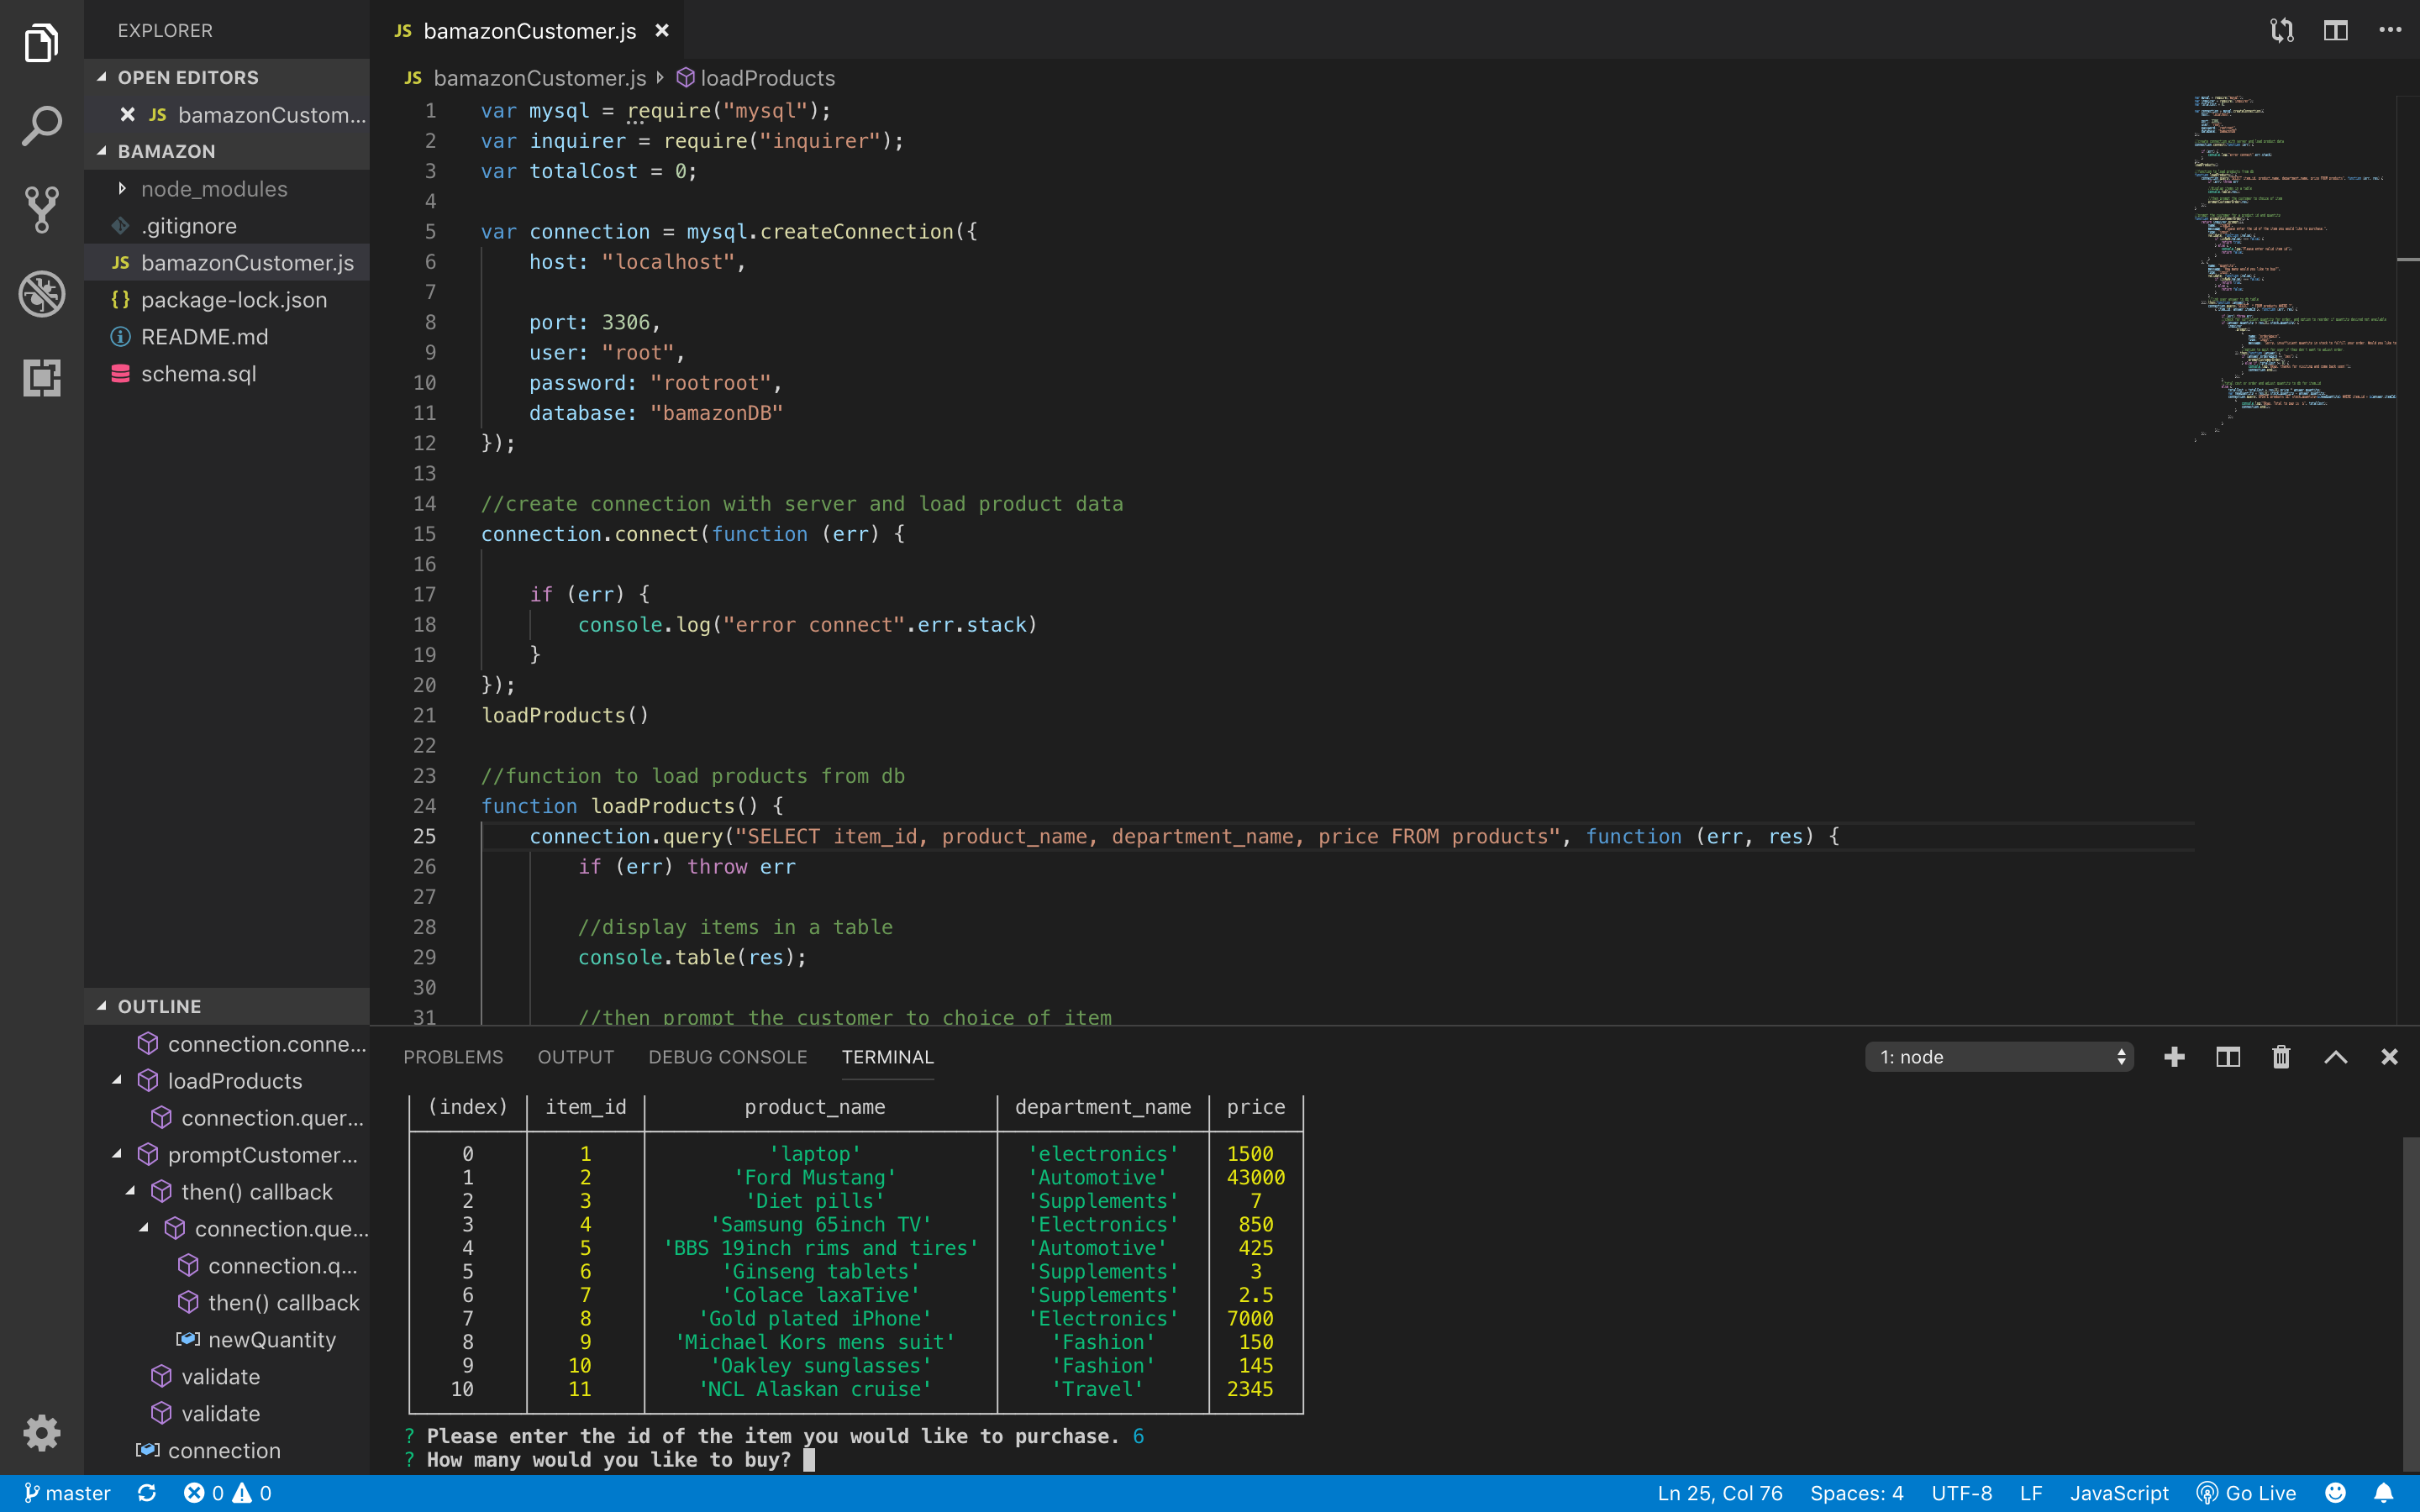 EXPLORER
OPEN EDITORS
JS bamazonCustom...
BAMAZON
node_modules
.gitignore
JS bamazonCustomer.js
{} package-lock.json
README.md
schema.sql
OUTLINE
connection.conne...
loadProducts
connection.quer...
promptCustomer...
then() callback
connection.que...
connection.q...
then() callback
newQuantity
validate
validate
connection
JS bamazonCustomer.js
JS bamazonCustomer.js loadProducts
1 var mysql = require("mysql");
2 var inquirer = require("inquirer");
3 var totalCost = 0;
4
5 var connection = mysql.createConnection({
6 host: "localhost",
7
8 port: 3306,
9 user: "root",
10 password: "rootroot",
11 database: "bamazonDB"
12 });
13
14 //create connection with server and load product data
15 connection.connect(function (err) {
16
17 if (err) {
18 console.log("error connect".err.stack)
19 }
20 });
21 loadProducts()
22
23 //function to load products from db
24 function loadProducts() {
25 connection.query("SELECT item_id, product_name, department_name, price FROM products", function (err, res) {
26 if (err) throw err
27
28 //display items in a table
29 console.table(res);
30
31 //then prompt the customer to choice of item
PROBLEMS OUTPUT DEBUG CONSOLE TERMINAL 1: node
(index) item_id product_name department_name price
0 1 'laptop' 'electronics' 1500
1 2 'Ford Mustang' 'Automotive' 43000
2 3 'Diet pills' 'Supplements' 7
3 4 'Samsung 65inch TV' 'Electronics' 850
4 5 'BBS 19inch rims and tires' 'Automotive' 425
5 6 'Ginseng tablets' 'Supplements' 3
6 7 'Colace laxaTive' 'Supplements' 2.5
7 8 'Gold plated iPhone' 'Electronics' 7000
8 9 'Michael Kors mens suit' 'Fashion' 150
9 10 'Oakley sunglasses' 'Fashion' 145
10 11 'NCL Alaskan cruise' 'Travel' 2345
? Please enter the id of the item you would like to purchase. 6
? How many would you like to buy?
master 0 0 Ln 25, Col 76 Spaces: 4 UTF-8 LF JavaScript Go Live